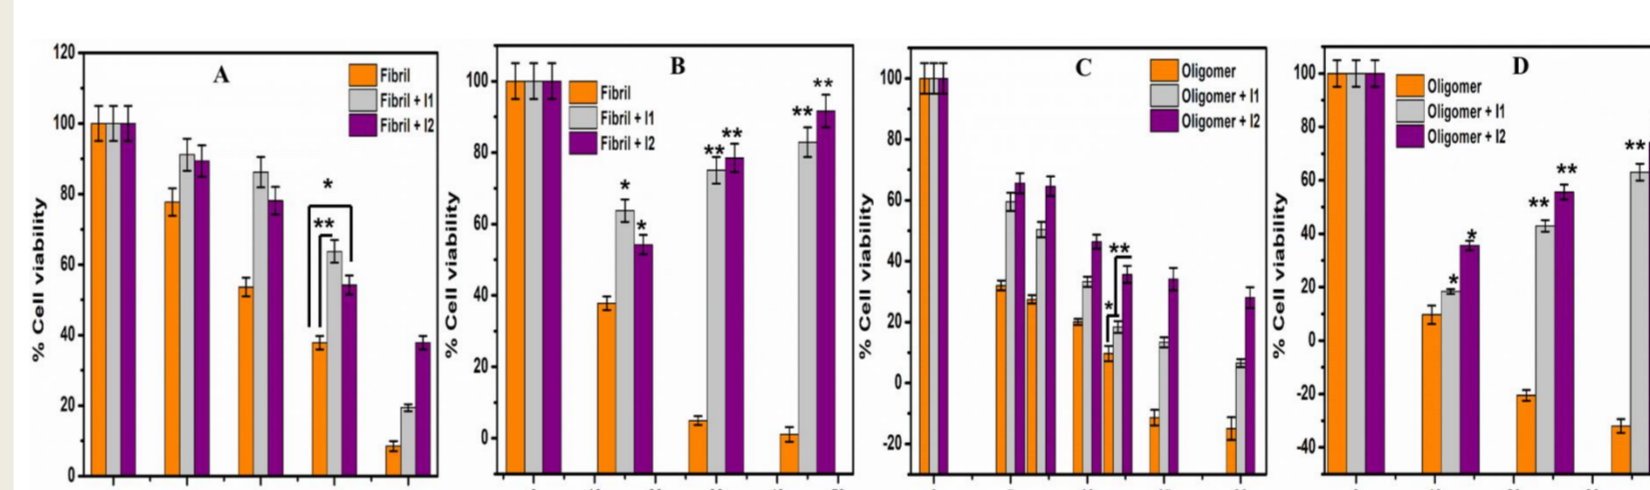 A
Fibril
Fibril + I1
Fibril + I2
% Cell viability
120
100
80
60
40
20
0
*
**
B
Fibril
Fibril + I1
Fibril + I2
% Cell viability
100
80
60
40
20
0
*
*
**
**
**
**
C
Oligomer
Oligomer + I1
Oligomer + I2
% Cell viability
100
80
60
40
20
0
-20
*
**
D
Oligomer
Oligomer + I1
Oligomer + I2
% Cell viability
100
80
60
40
20
0
-20
-40
*
*
**
**
**